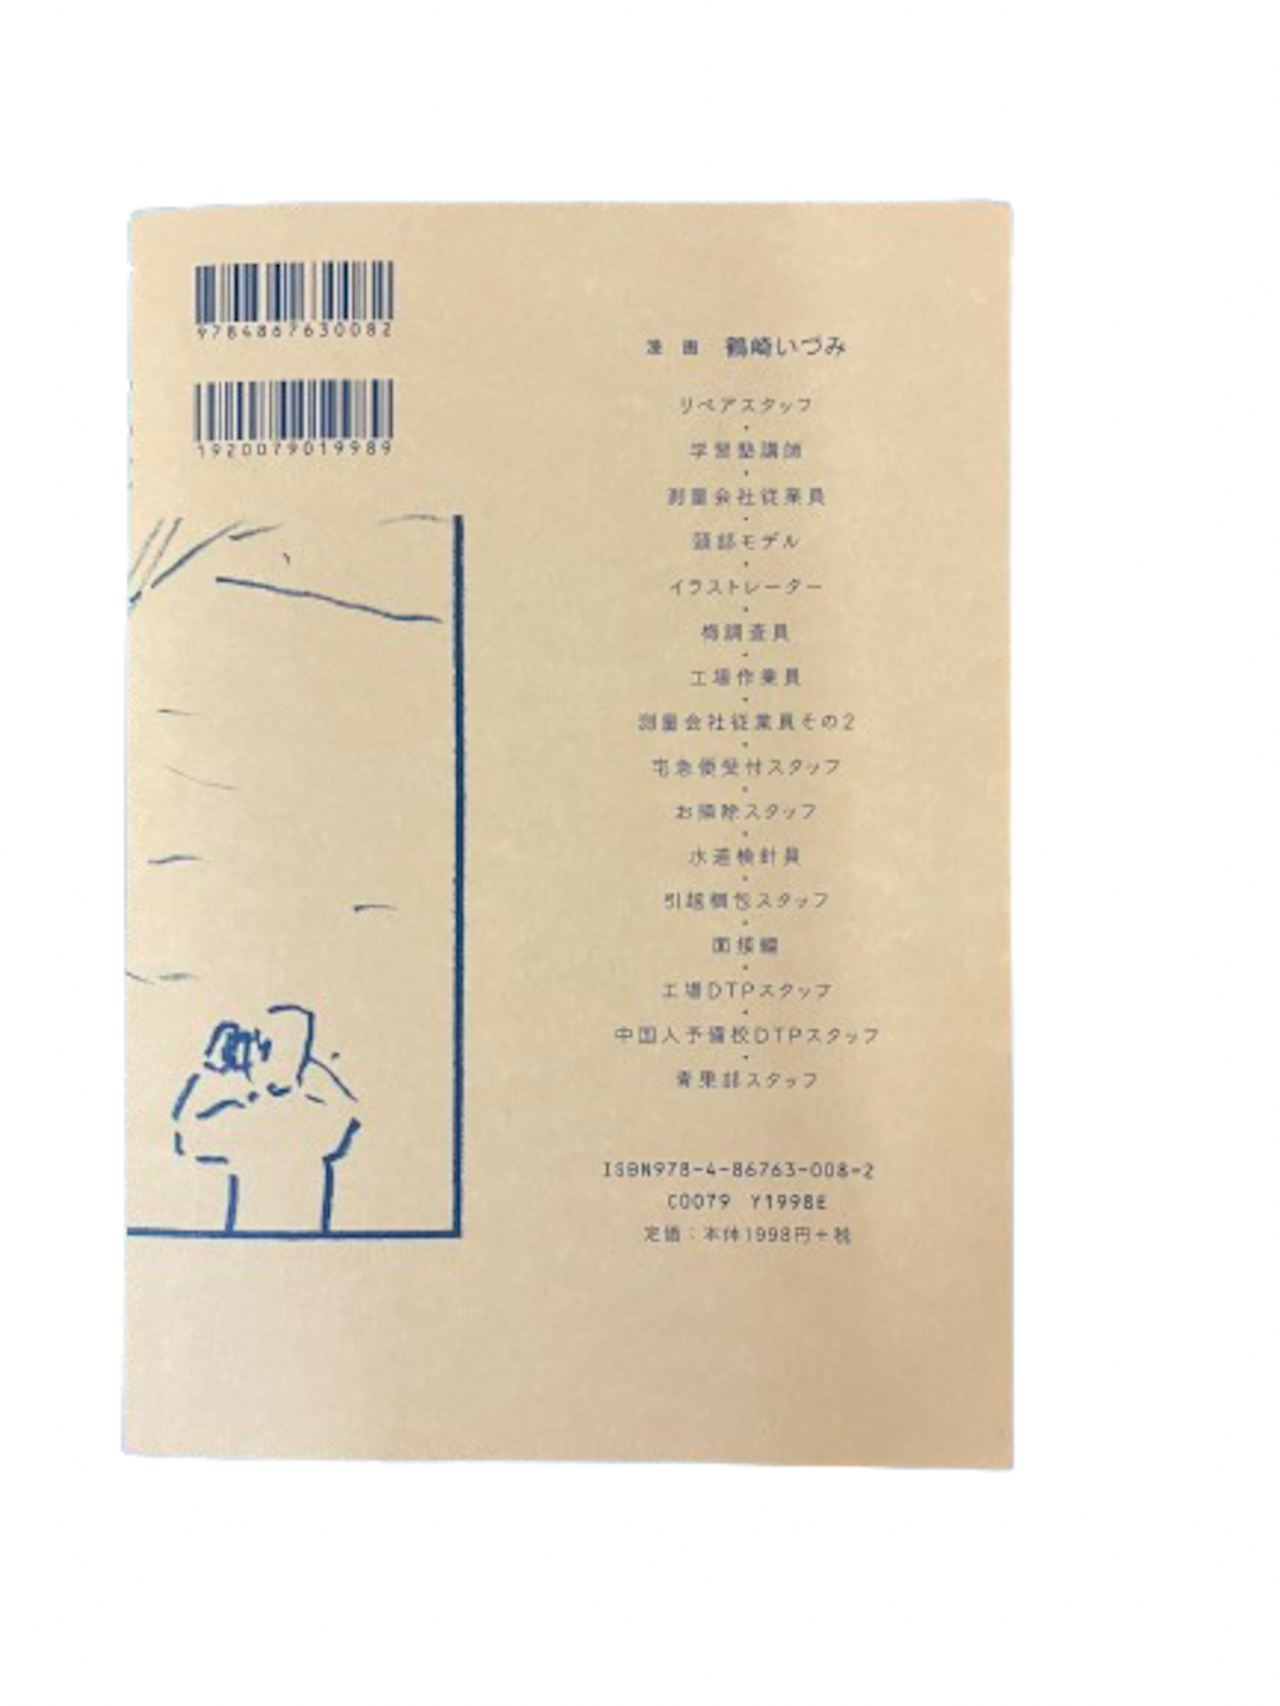 9784867630082
1920079019989
漫画 鶴崎いづみ
リペアスタッフ
・
学習塾講師
・
測量会社従業員
・
頭部モデル
・
イラストレーター
・
梅調査員
・
工場作業員
・
測量会社従業員その2
・
宅急便受付スタッフ
・
お掃除スタッフ
・
水道検針員
・
引越梱包スタッフ
・
面接編
・
工場DTPスタッフ
・
中国人予備校DTPスタッフ
・
青果部スタッフ
ISBN978-4-86763-008-2
C0079 Y1998E
定価：本体1998円+税